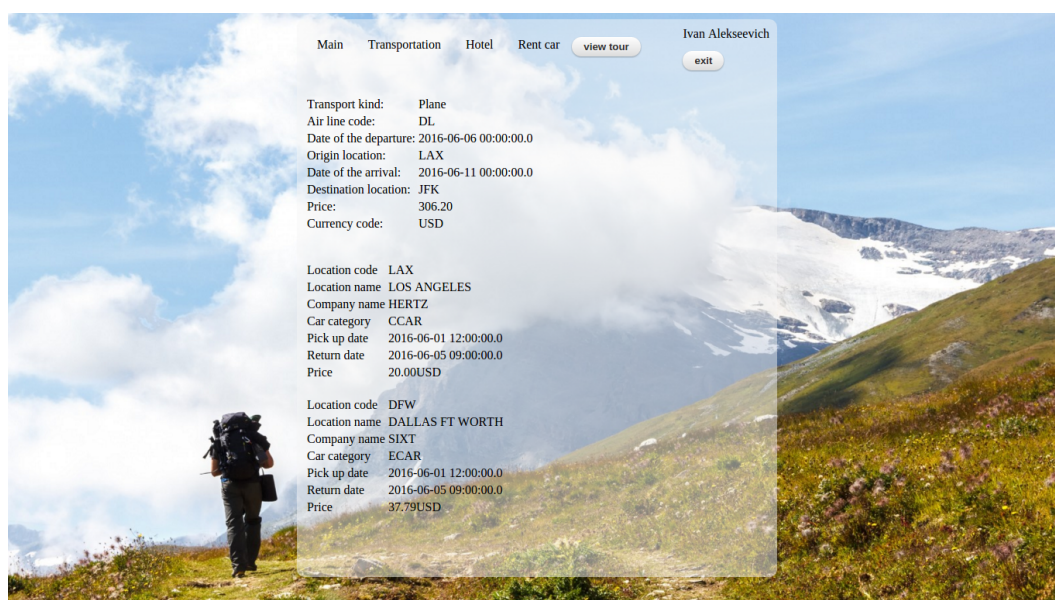 Main Transportation Hotel Rent car view tour Ivan Alekseevich
exit
Transport kind: Plane
Air line code: DL
Date of the departure: 2016-06-06 00:00:00.0
Origin location: LAX
Date of the arrival: 2016-06-11 00:00:00.0
Destination location: JFK
Price: 306.20
Currency code: USD
Location code LAX
Location name LOS ANGELES
Company name HERTZ
Car category CCAR
Pick up date 2016-06-01 12:00:00.0
Return date 2016-06-05 09:00:00.0
Price 20.00USD
Location code DFW
Location name DALLAS FT WORTH
Company name SIXT
Car category ECAR
Pick up date 2016-06-01 12:00:00.0
Return date 2016-06-05 09:00:00.0
Price 37.79USD